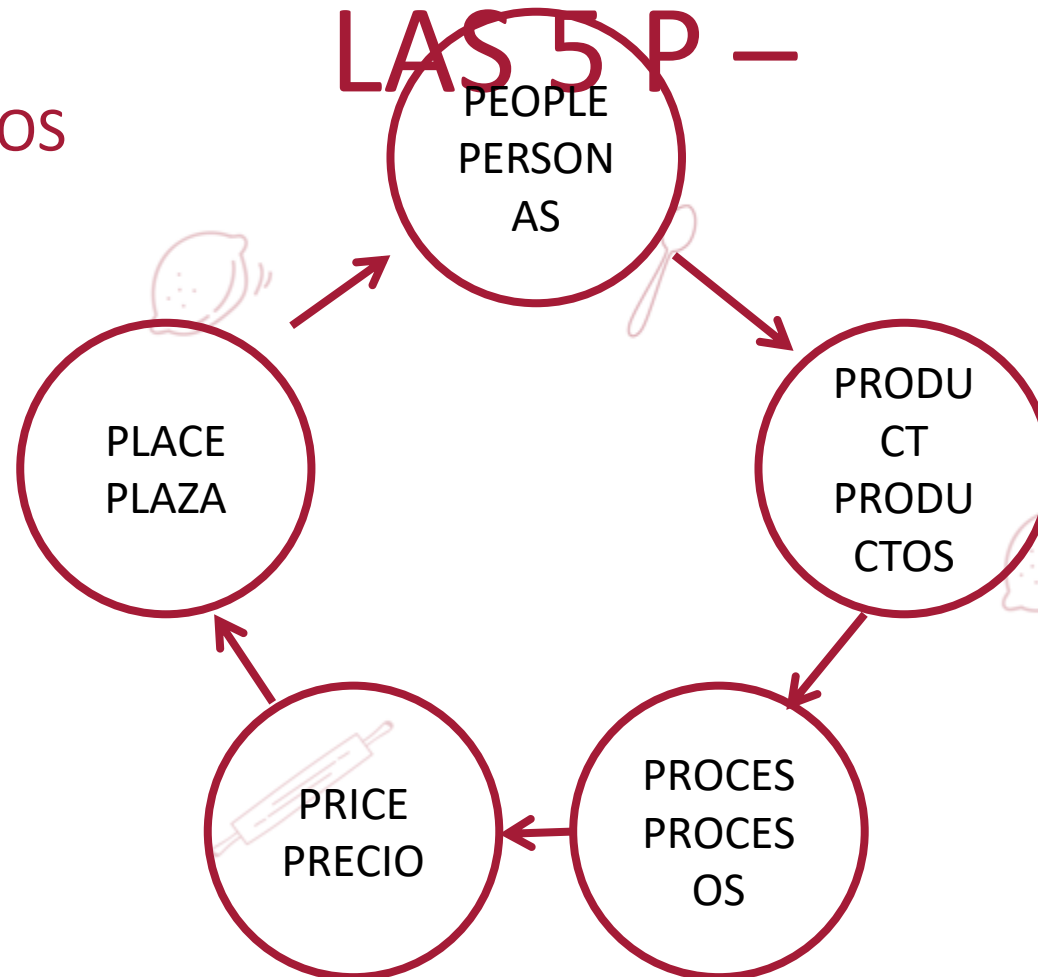 LAS 5 P –
OS
PEOPLE
PERSON
AS
PRODU
CT
PRODU
CTOS
PROCES
PROCES
OS
PRICE
PRECIO
PLACE
PLAZA